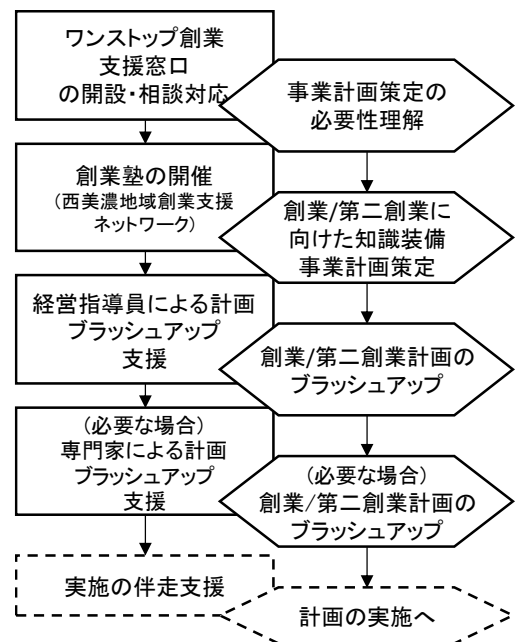 ワンストップ創業
支援窓口
の開設・相談対応
創業塾の開催
(西美濃地域創業支援
ネットワーク)
経営指導員による計画
ブラッシュアップ
支援
(必要な場合)
専門家による計画
ブラッシュアップ
支援
実施の伴走支援
事業計画策定の
必要性理解
創業/第二創業に
向けた知識装備
事業計画策定
創業/第二創業計画の
ブラッシュアップ
(必要な場合)
創業/第二創業計画の
ブラッシュアップ
計画の実施へ